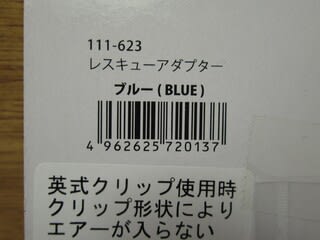 111-623
レスキューアダプター
ブルー ( BLUE )
4 962625 720137
英式クリップ使用時
クリップ形状により
エアーが入らない